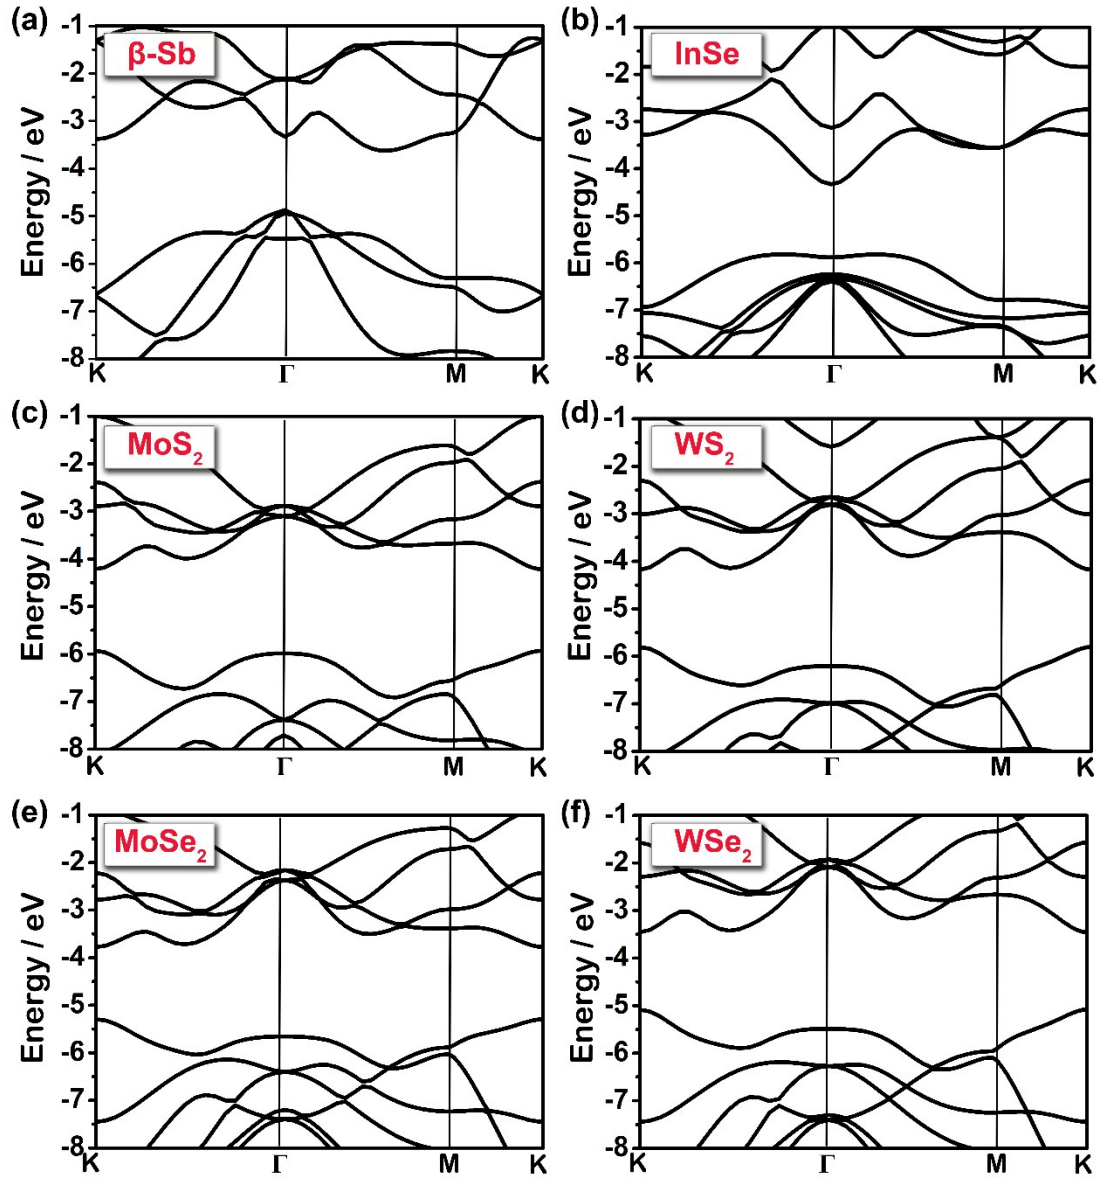 (a)
β-Sb
Energy / eV
-1
-2
-3
-4
-5
-6
-7
-8
K Γ M K
(b)
InSe
Energy / eV
-1
-2
-3
-4
-5
-6
-7
-8
K Γ M K
(c)
MoS₂
Energy / eV
-1
-2
-3
-4
-5
-6
-7
-8
K Γ M K
(d)
WS₂
Energy / eV
-1
-2
-3
-4
-5
-6
-7
-8
K Γ M K
(e)
MoSe₂
Energy / eV
-1
-2
-3
-4
-5
-6
-7
-8
K Γ M K
(f)
WSe₂
Energy / eV
-1
-2
-3
-4
-5
-6
-7
-8
K Γ M K